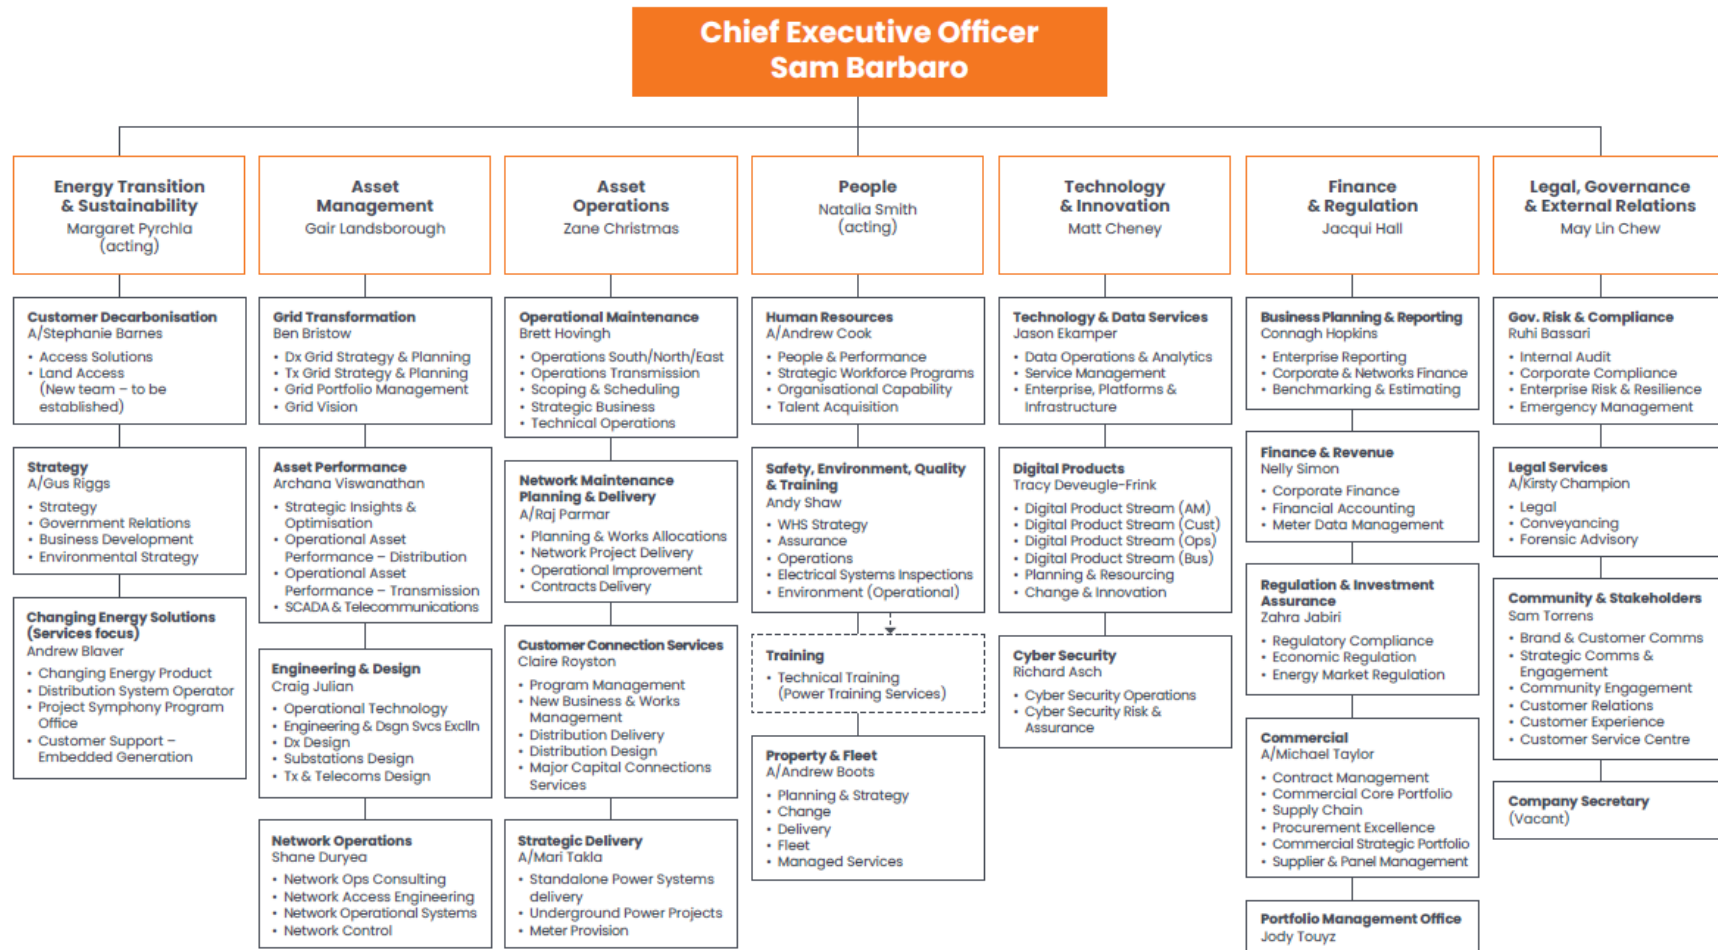 Chief Executive Officer
Sam Barbaro
Energy Transition
& Sustainability
Margaret Pyrchla
(acting)
Customer Decarbonisation
A/Stephanie Barnes
• Access Solutions
• Land Access
(New team – to be
established)
Strategy
A/Gus Riggs
• Strategy
• Government Relations
• Business Development
• Environmental Strategy
Changing Energy Solutions
(Services focus)
Andrew Blaver
• Changing Energy Product
• Distribution System Operator
• Project Symphony Program
Office
• Customer Support –
Embedded Generation
Asset
Management
Gair Landsborough
Grid Transformation
Ben Bristow
• Dx Grid Strategy & Planning
• Tx Grid Strategy & Planning
• Grid Portfolio Management
• Grid Vision
Asset Performance
Archana Viswanathan
• Strategic Insights &
Optimisation
• Operational Asset
Performance – Distribution
• Operational Asset
Performance – Transmission
• SCADA & Telecommunications
Engineering & Design
Craig Julian
• Operational Technology
• Engineering & Dsgn Svcs Exclln
• Dx Design
• Substations Design
• Tx & Telecoms Design
Network Operations
Shane Duryea
• Network Ops Consulting
• Network Access Engineering
• Network Operational Systems
• Network Control
Asset
Operations
Zane Christmas
Operational Maintenance
Brett Hovingh
• Operations South/North/East
• Operations Transmission
• Scoping & Scheduling
• Strategic Business
• Technical Operations
Network Maintenance
Planning & Delivery
A/Raj Parmar
• Planning & Works Allocations
• Network Project Delivery
• Operational Improvement
• Contracts Delivery
Customer Connection Services
Claire Royston
• Program Management
• New Business & Works
Management
• Distribution Delivery
• Distribution Design
• Major Capital Connections
Services
Strategic Delivery
A/Mari Takla
• Standalone Power Systems
delivery
• Underground Power Projects
• Meter Provision
People
Natalia Smith
(acting)
Human Resources
A/Andrew Cook
• People & Performance
• Strategic Workforce Programs
• Organisational Capability
• Talent Acquisition
Safety, Environment, Quality
& Training
Andy Shaw
• WHS Strategy
• Assurance
• Operations
• Electrical Systems Inspections
• Environment (Operational)
Training
• Technical Training
(Power Training Services)
Property & Fleet
A/Andrew Boots
• Planning & Strategy
• Change
• Delivery
• Fleet
• Managed Services
Technology
& Innovation
Matt Cheney
Technology & Data Services
Jason Ekamper
• Data Operations & Analytics
• Service Management
• Enterprise, Platforms &
Infrastructure
Digital Products
Tracy Deveugle-Frink
• Digital Product Stream (AM)
• Digital Product Stream (Cust)
• Digital Product Stream (Ops)
• Digital Product Stream (Bus)
• Planning & Resourcing
• Change & Innovation
Cyber Security
Richard Asch
• Cyber Security Operations
• Cyber Security Risk &
Assurance
Finance
& Regulation
Jacqui Hall
Business Planning & Reporting
Connagh Hopkins
• Enterprise Reporting
• Corporate & Networks Finance
• Benchmarking & Estimating
Finance & Revenue
Nelly Simon
• Corporate Finance
• Financial Accounting
• Meter Data Management
Regulation & Investment
Assurance
Zahra Jabiri
• Regulatory Compliance
• Economic Regulation
• Energy Market Regulation
Commercial
A/Michael Taylor
• Contract Management
• Commercial Core Portfolio
• Supply Chain
• Procurement Excellence
• Commercial Strategic Portfolio
• Supplier & Panel Management
Portfolio Management Office
Jody Touyz
Legal, Governance
& External Relations
May Lin Chew
Gov. Risk & Compliance
Ruhi Bassari
• Internal Audit
• Corporate Compliance
• Enterprise Risk & Resilience
• Emergency Management
Legal Services
A/Kirsty Champion
• Legal
• Conveyancing
• Forensic Advisory
Community & Stakeholders
Sam Torrens
• Brand & Customer Comms
• Strategic Comms &
Engagement
• Community Engagement
• Customer Relations
• Customer Experience
• Customer Service Centre
Company Secretary
(Vacant)